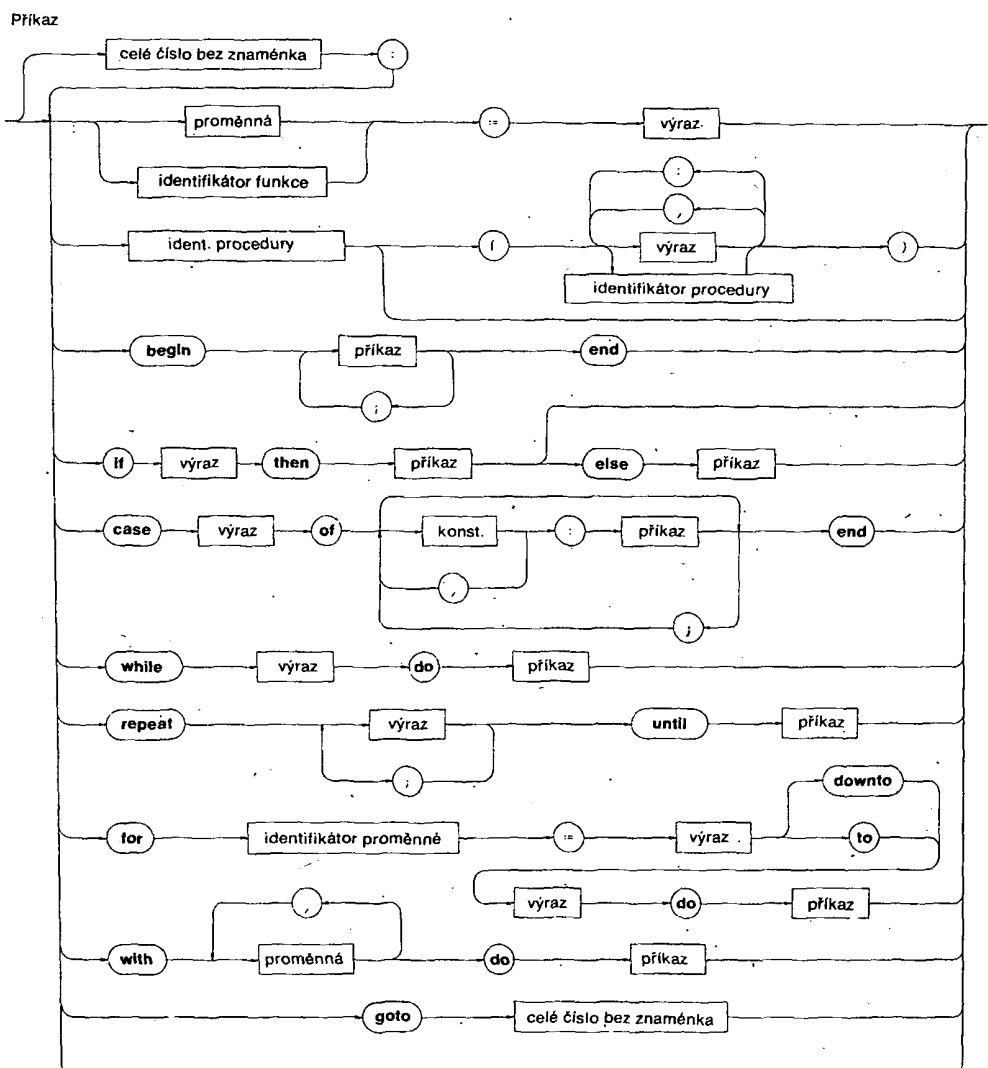 Příkaz
celé číslo bez znaménka :
proměnná := výraz
identifikátor funkce
:
,
ident. procedury ( výraz )
identifikátor procedury
begin příkaz end
;
if výraz then příkaz else příkaz
case výraz of konst. : příkaz end
,
;
while výraz do příkaz
repeat výraz until příkaz
;
downto
for identifikátor proměnné := výraz to
výraz do příkaz
,
with proměnná do příkaz
goto celé číslo bez znaménka